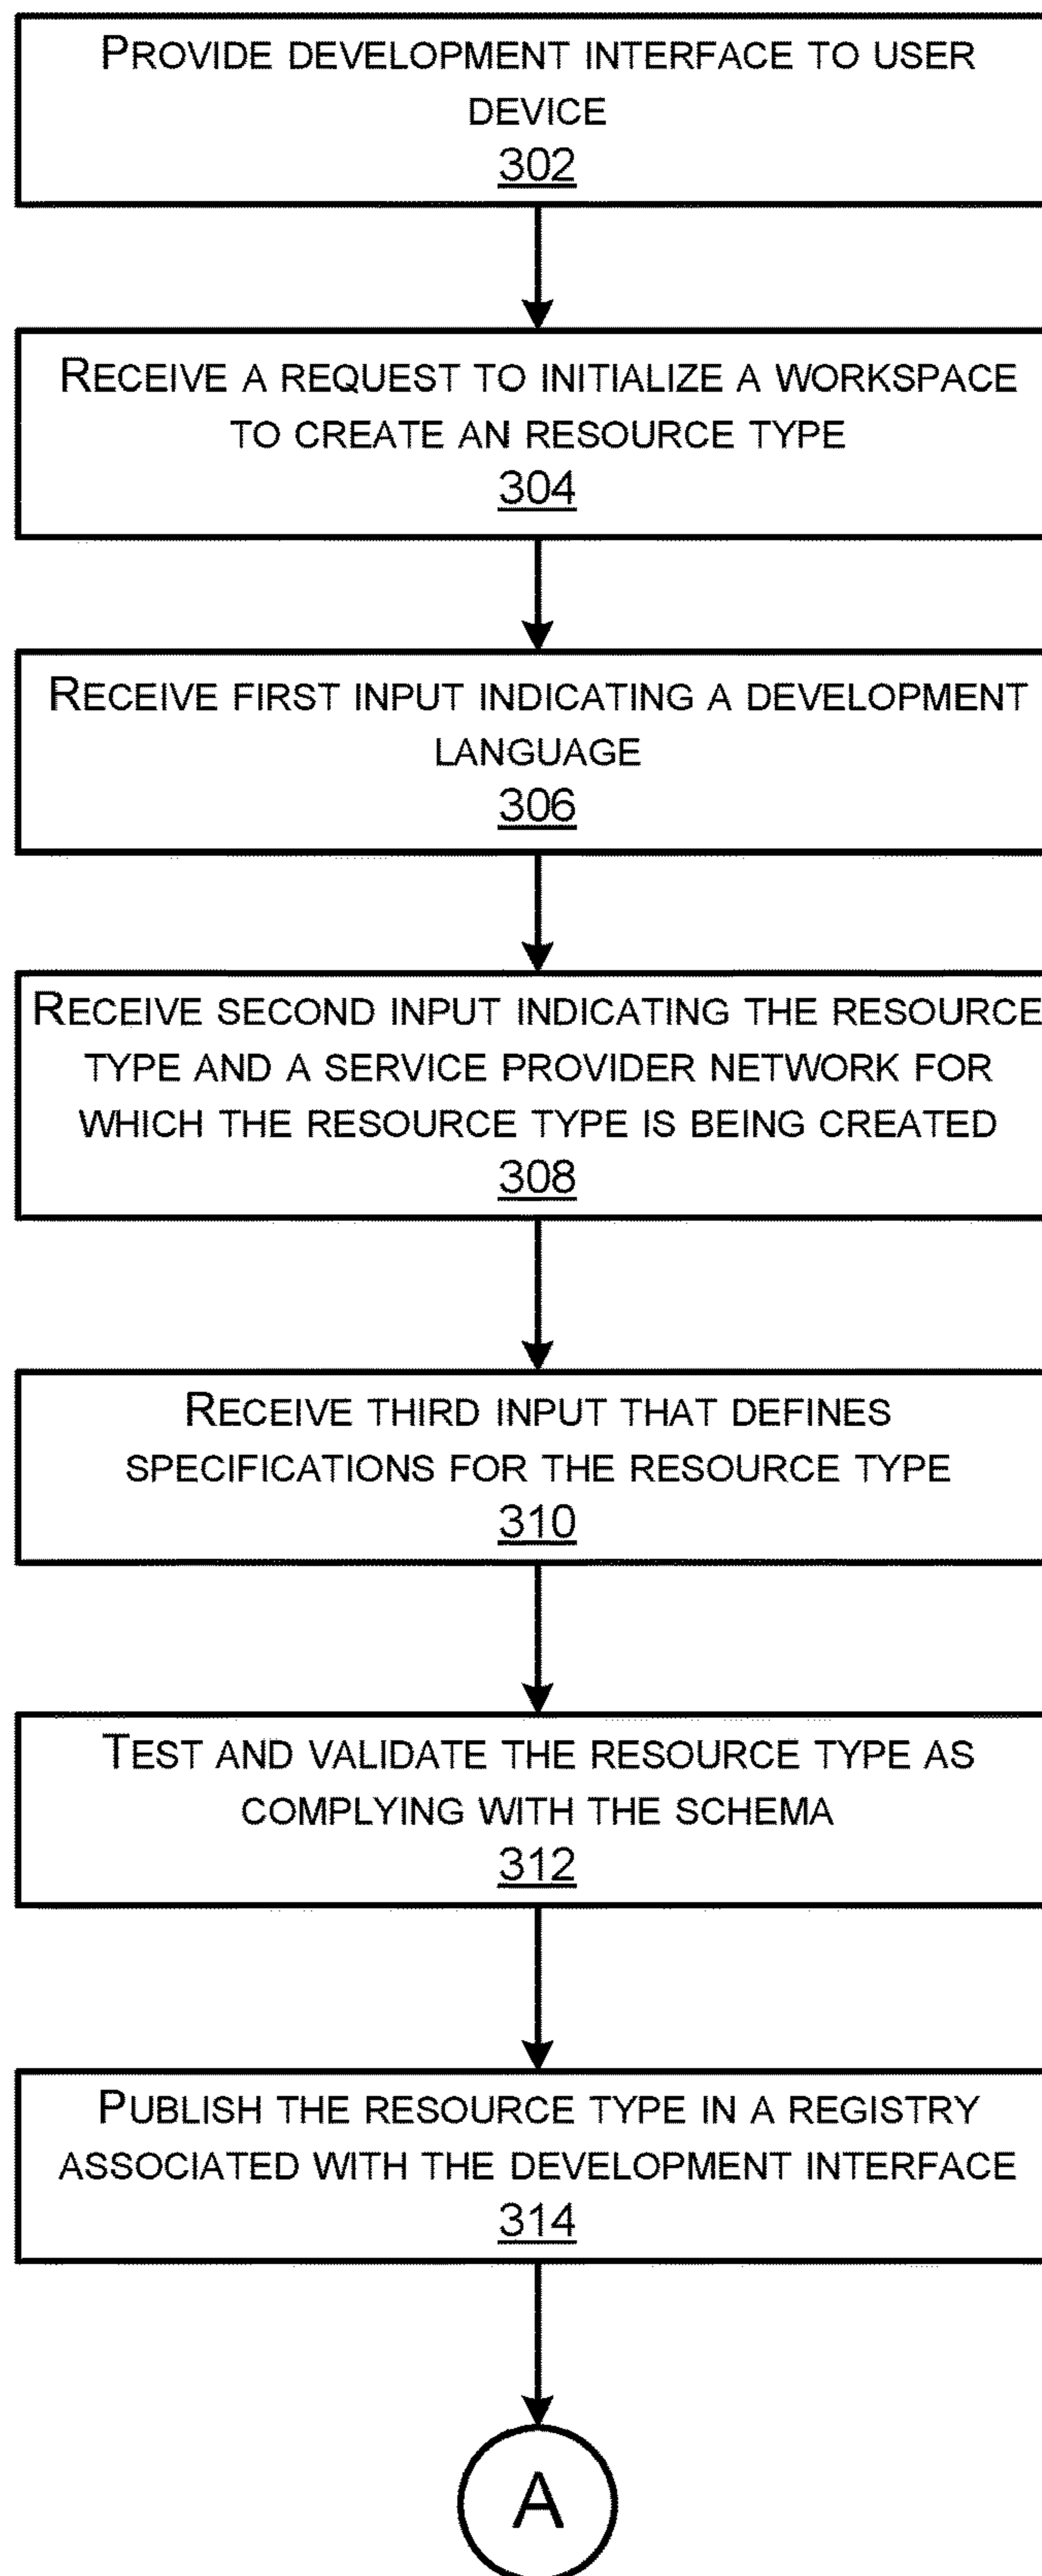 PROVIDE DEVELOPMENT INTERFACE TO USER
DEVICE
302
RECEIVE A REQUEST TO INITIALIZE A WORKSPACE
TO CREATE AN RESOURCE TYPE
304
RECEIVE FIRST INPUT INDICATING A DEVELOPMENT
LANGUAGE
306
RECEIVE SECOND INPUT INDICATING THE RESOURCE
TYPE AND A SERVICE PROVIDER NETWORK FOR
WHICH THE RESOURCE TYPE IS BEING CREATED
308
RECEIVE THIRD INPUT THAT DEFINES
SPECIFICATIONS FOR THE RESOURCE TYPE
310
TEST AND VALIDATE THE RESOURCE TYPE AS
COMPLYING WITH THE SCHEMA
312
PUBLISH THE RESOURCE TYPE IN A REGISTRY
ASSOCIATED WITH THE DEVELOPMENT INTERFACE
314
A